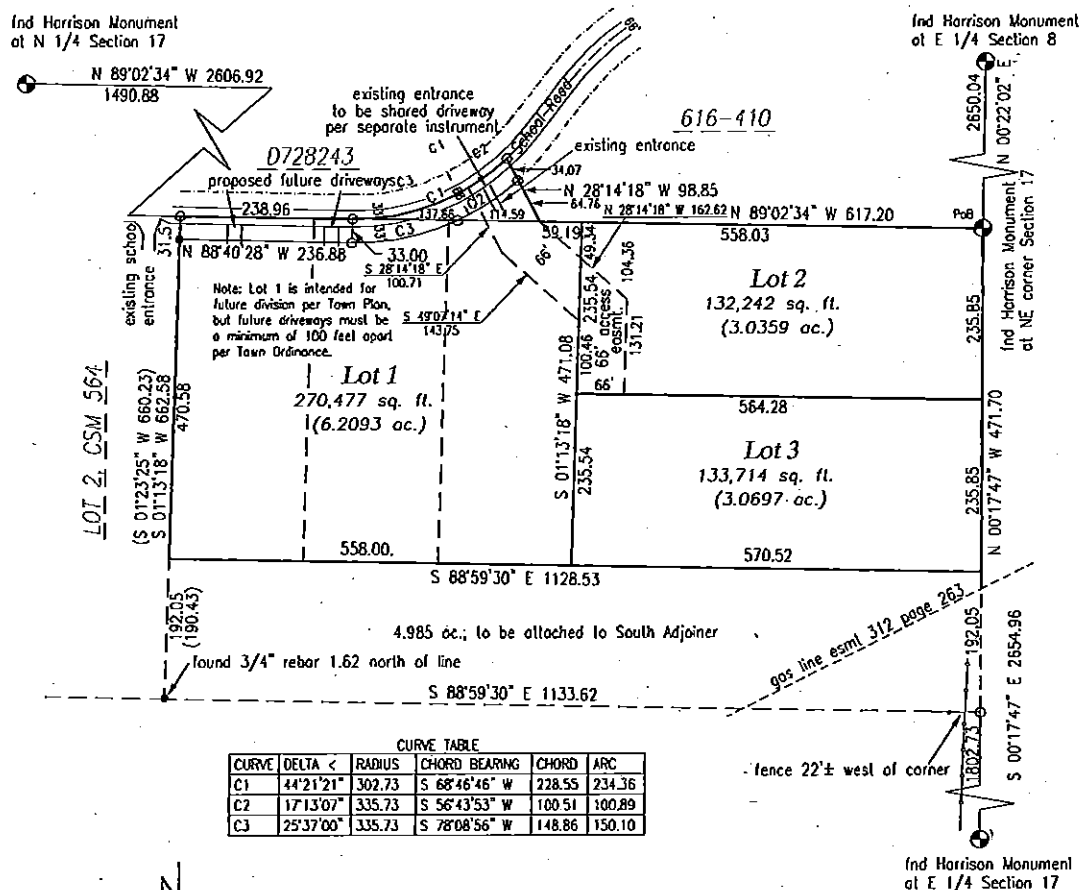 fnd Harrison Monument
at N 1/4 Section 17
N 89°02'34" W 2606.92
1490.88
fnd Harrison Monument
at E 1/4 Section 8
2650.04
N 00°22'02" E
existing entrance
to be shared driveway
per separate instrument
66'
School Road
C1
C2
616-410
existing entrance
D728243
proposed future driveways
C3
34.07
N 28°14'18" W 98.85
64.76
N 28°14'18" W 162.62
N 89°02'34" W 617.20
PoB
238.96
33'
33'
C1
C2
137.86
114.59
C3
59.19
558.03
31.5
N 88°40'28" W 236.88
33.00
S 28°14'18" E
100.71
66'
49.34
104.36
existing school
entrance
Note: Lot 1 is intended for
future division per Town Plan,
but future driveways must be
a minimum of 100 feet apart
per Town Ordinance.
S 49°07'14" E
143.75
235.54
100.46
66' access
easmt.
131.21
66'
Lot 2
132,242 sq. ft.
(3.0359 ac.)
235.85
fnd Harrison Monument
at NE corner Section 17
LOT 2, CSM 564
(S 01°23'25" W 660.23)
S 01°13'18" W 662.58
470.58
Lot 1
270,477 sq. ft.
(6.2093 ac.)
S 01°13'18" W 471.08
235.54
564.28
Lot 3
133,714 sq. ft.
(3.0697 ac.)
235.85
N 00°17'47" W 471.70
558.00
570.52
S 88°59'30" E 1128.53
192.05
(190.43)
4.985 ac.; to be attached to South Adjoiner
gas line esmt 312 page 263
192.05
S 00°17'47" E 2654.96
found 3/4" rebar 1.62 north of line
S 88°59'30" E 1133.62
fence 22'± west of corner
1802.73
CURVE TABLE
CURVE DELTA < RADIUS CHORD BEARING CHORD ARC
C1 44°21'21" 302.73 S 68°46'46" W 228.55 234.36
C2 17°13'07" 335.73 S 56°43'53" W 100.51 100.89
C3 25°37'00" 335.73 S 78°08'56" W 148.86 150.10
fnd Harrison Monument
at E 1/4 Section 17